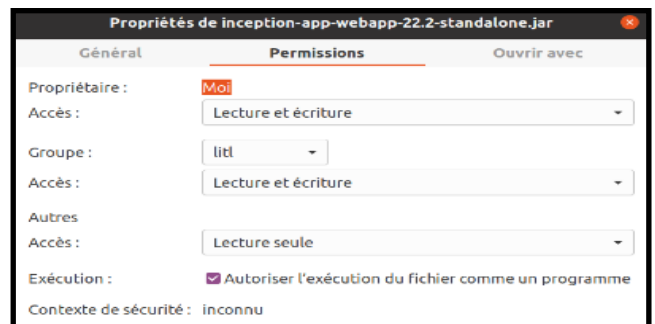 Propriétés de inception-app-webapp-22.2-standalone.jar
Général Permissions Ouvrir avec
Propriétaire : Moi
Accès : Lecture et écriture
Groupe : litl
Accès : Lecture et écriture
Autres
Accès : Lecture seule
Exécution : Autoriser l'exécution du fichier comme un programme
Contexte de sécurité : inconnu